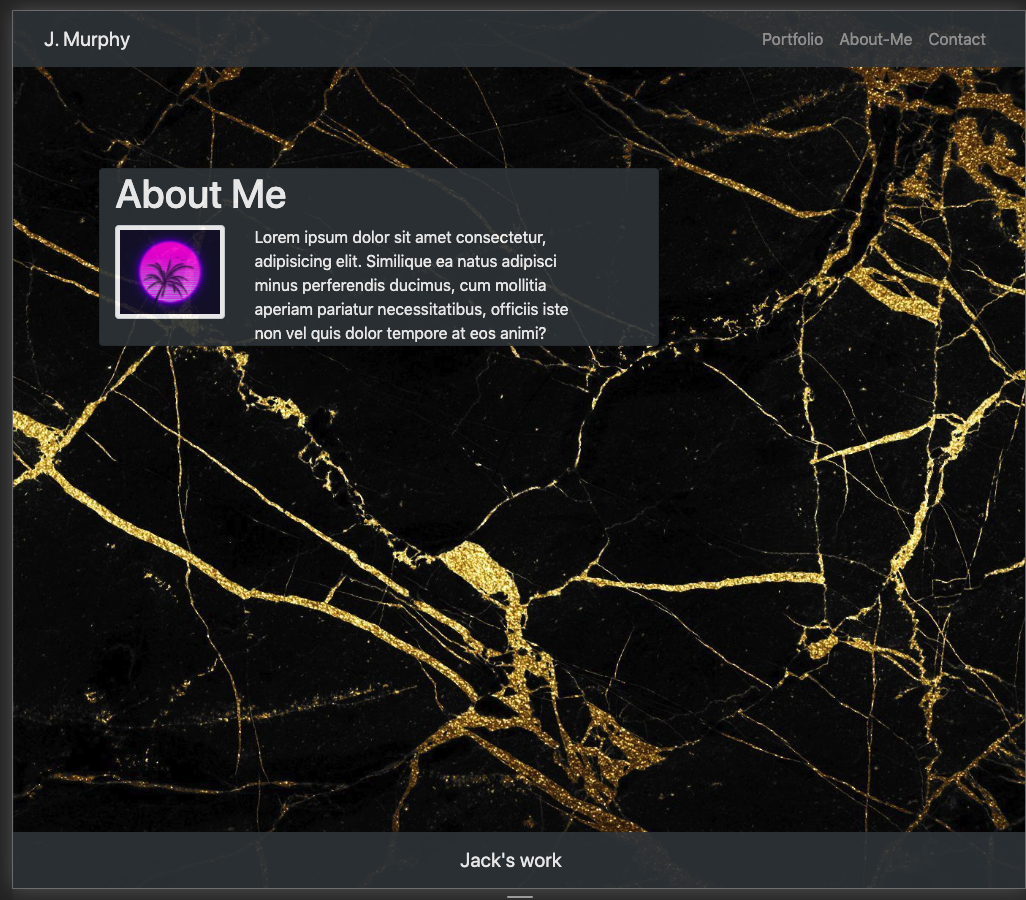 J. Murphy
Portfolio About-Me Contact
About Me
Lorem ipsum dolor sit amet consectetur,
adipisicing elit. Similique ea natus adipisci
minus perferendis ducimus, cum mollitia
aperiam pariatur necessitatibus, officiis iste
non vel quis dolor tempore at eos animi?
Jack's work